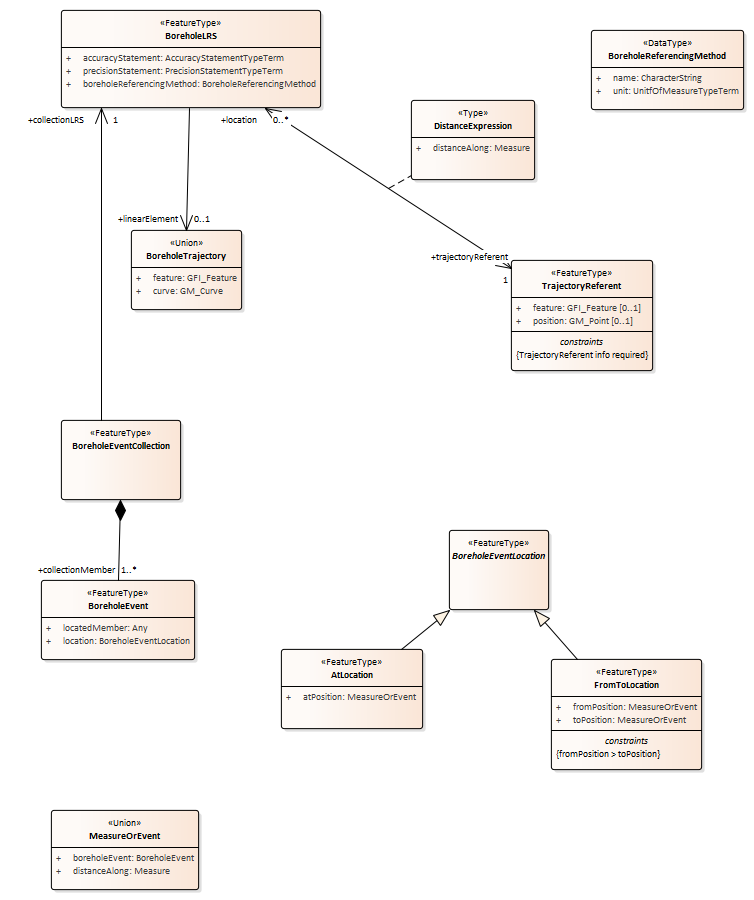 «FeatureType»
BoreholeLRS
+ accuracyStatement: AccuracyStatementTypeTerm
+ precisionStatement: PrecisionStatementTypeTerm
+ boreholeReferencingMethod: BoreholeReferencingMethod
«DataType»
BoreholeReferencingMethod
+ name: CharacterString
+ unit: UnitfOfMeasureTypeTerm
+collectionLRS 1
+location 0..*
«Type»
DistanceExpression
+ distanceAlong: Measure
+linearElement 0..1
«Union»
BoreholeTrajectory
+ feature: GFI_Feature
+ curve: GM_Curve
+trajectoryReferent
1
«FeatureType»
TrajectoryReferent
+ feature: GFI_Feature [0..1]
+ position: GM_Point [0..1]
constraints
{TrajectoryReferent info required}
«FeatureType»
BoreholeEventCollection
+collectionMember 1..*
«FeatureType»
BoreholeEvent
+ locatedMember: Any
+ location: BoreholeEventLocation
«FeatureType»
BoreholeEventLocation
«FeatureType»
AtLocation
+ atPosition: MeasureOrEvent
«FeatureType»
FromToLocation
+ fromPosition: MeasureOrEvent
+ toPosition: MeasureOrEvent
constraints
{fromPosition > toPosition}
«Union»
MeasureOrEvent
+ boreholeEvent: BoreholeEvent
+ distanceAlong: Measure